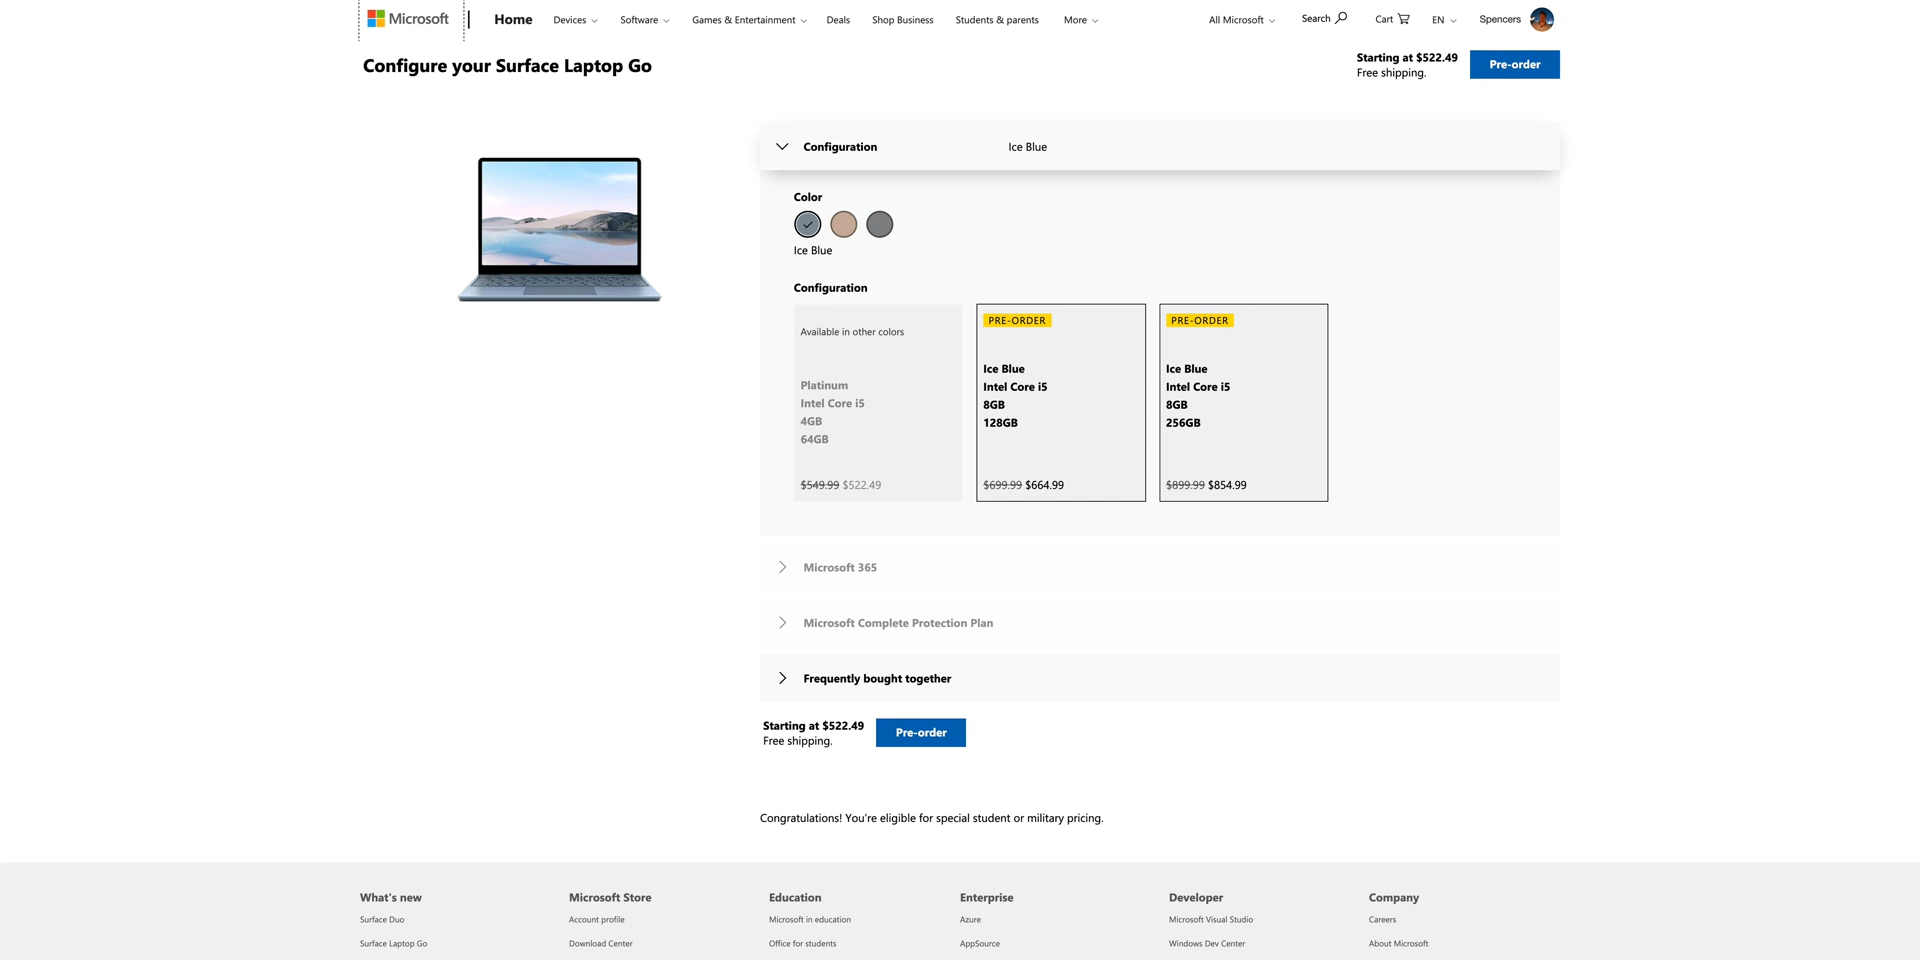 Microsoft
Home
Devices
Software
Games & Entertainment
Deals
Shop Business
Students & parents
More
All Microsoft
Search
Cart
EN
Spencers
Configure your Surface Laptop Go
Starting at $522.49
Free shipping.
Pre-order
Configuration
Ice Blue
Color
Ice Blue
Configuration
Available in other colors
Platinum
Intel Core i5
4GB
64GB
$549.99 $522.49
PRE-ORDER
Ice Blue
Intel Core i5
8GB
128GB
$699.99 $664.99
PRE-ORDER
Ice Blue
Intel Core i5
8GB
256GB
$899.99 $854.99
Microsoft 365
Microsoft Complete Protection Plan
Frequently bought together
Starting at $522.49
Free shipping.
Pre-order
Congratulations! You’re eligible for special student or military pricing.
What's new
Surface Duo
Surface Laptop Go
Microsoft Store
Account profile
Download Center
Education
Microsoft in education
Office for students
Enterprise
Azure
AppSource
Developer
Microsoft Visual Studio
Windows Dev Center
Company
Careers
About Microsoft